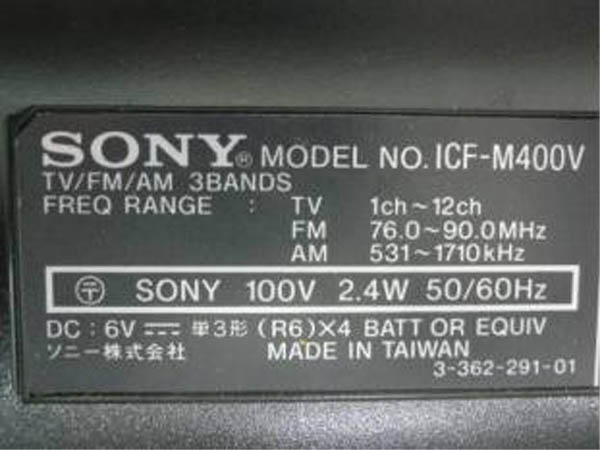 SONY® MODEL NO. ICF-M400V
TV/FM/AM 3BANDS
FREQ RANGE : TV 1ch~12ch
FM 76.0~90.0MHz
AM 531~1710kHz
〒 SONY 100V 2.4W 50/60Hz
DC : 6V ⎓ 単3形 (R6)×4 BATT OR EQUIV
ソニー株式会社 MADE IN TAIWAN
3-362-291-01